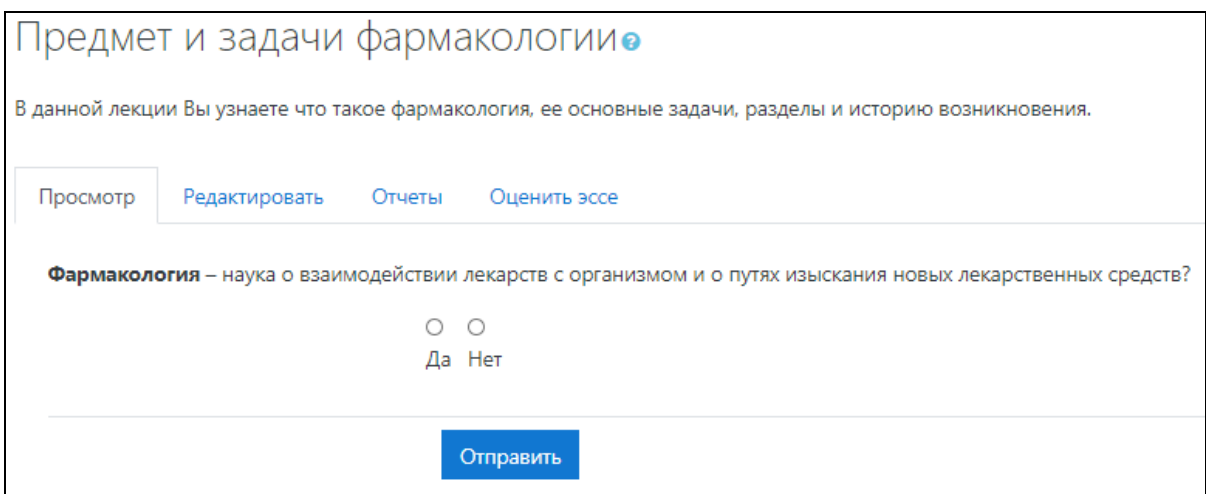 Предмет и задачи фармакологии
В данной лекции Вы узнаете что такое фармакология, ее основные задачи, разделы и историю возникновения.
Просмотр Редактировать Отчеты Оценить эссе
Фармакология – наука о взаимодействии лекарств с организмом и о путях изыскания новых лекарственных средств?
Да Нет
Отправить